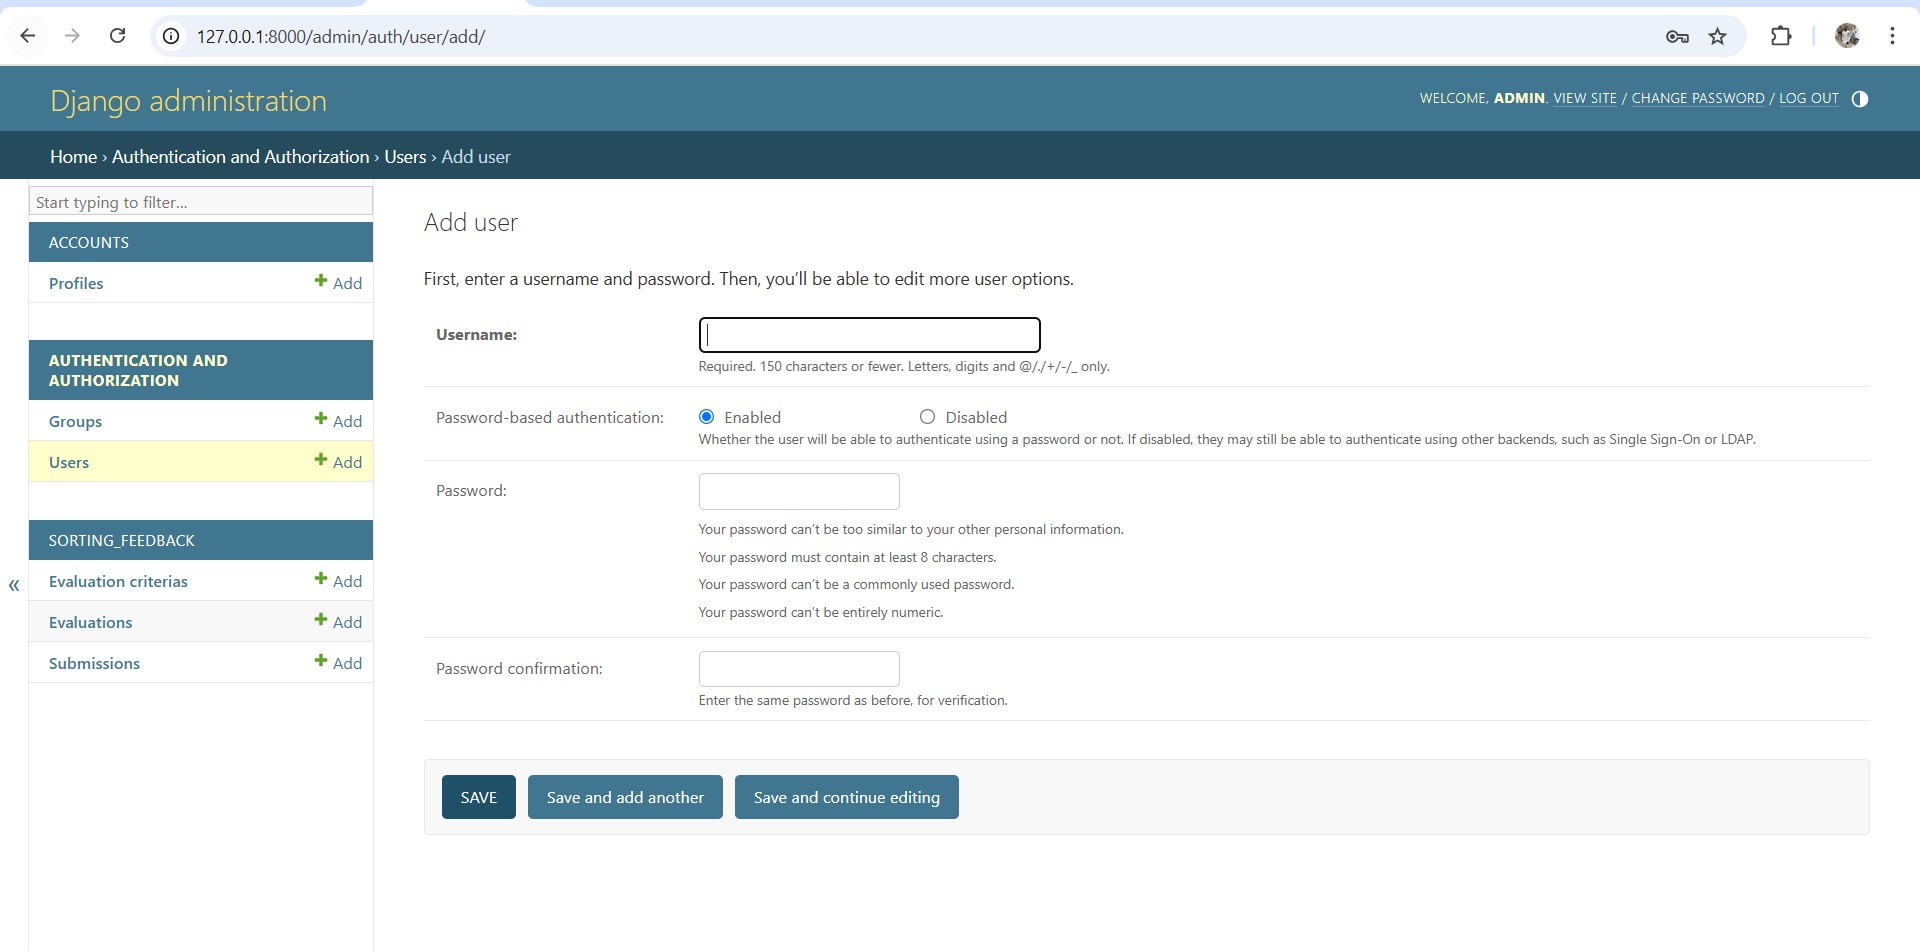 127.0.0.1:8000/admin/auth/user/add/
Django administration
WELCOME, ADMIN. VIEW SITE / CHANGE PASSWORD / LOG OUT
Home › Authentication and Authorization › Users › Add user
Start typing to filter...
ACCOUNTS
Profiles + Add
AUTHENTICATION AND
AUTHORIZATION
Groups + Add
Users + Add
SORTING_FEEDBACK
Evaluation criterias + Add
Evaluations + Add
Submissions + Add
«
Add user
First, enter a username and password. Then, you’ll be able to edit more user options.
Username:
Required. 150 characters or fewer. Letters, digits and @/./+/-/_ only.
Password-based authentication: Enabled Disabled
Whether the user will be able to authenticate using a password or not. If disabled, they may still be able to authenticate using other backends, such as Single Sign-On or LDAP.
Password:
Your password can’t be too similar to your other personal information.
Your password must contain at least 8 characters.
Your password can’t be a commonly used password.
Your password can’t be entirely numeric.
Password confirmation:
Enter the same password as before, for verification.
SAVE Save and add another Save and continue editing